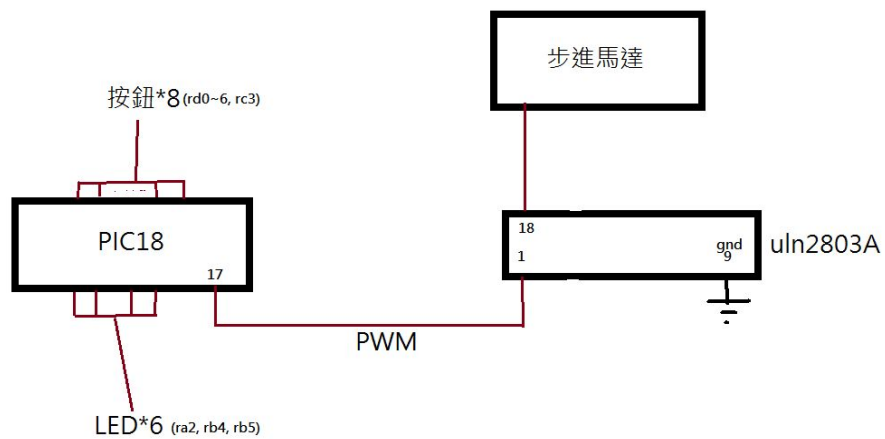 步進馬達
按鈕*8 (rd0~6, rc3)
PIC18
17
18
1
gnd
9
uln2803A
PWM
LED*6 (ra2, rb4, rb5)